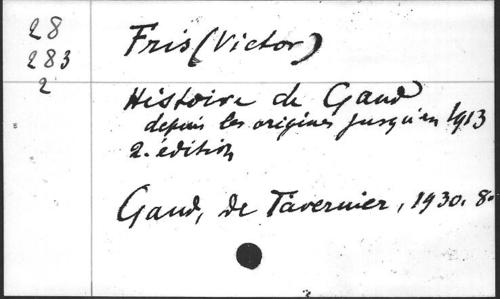 28
283
2
Fris (Victor)
Histoire de Gand
depuis les origines jusqu'en 1913
2. édition
Gand, de Tavernier, 1930. 8°